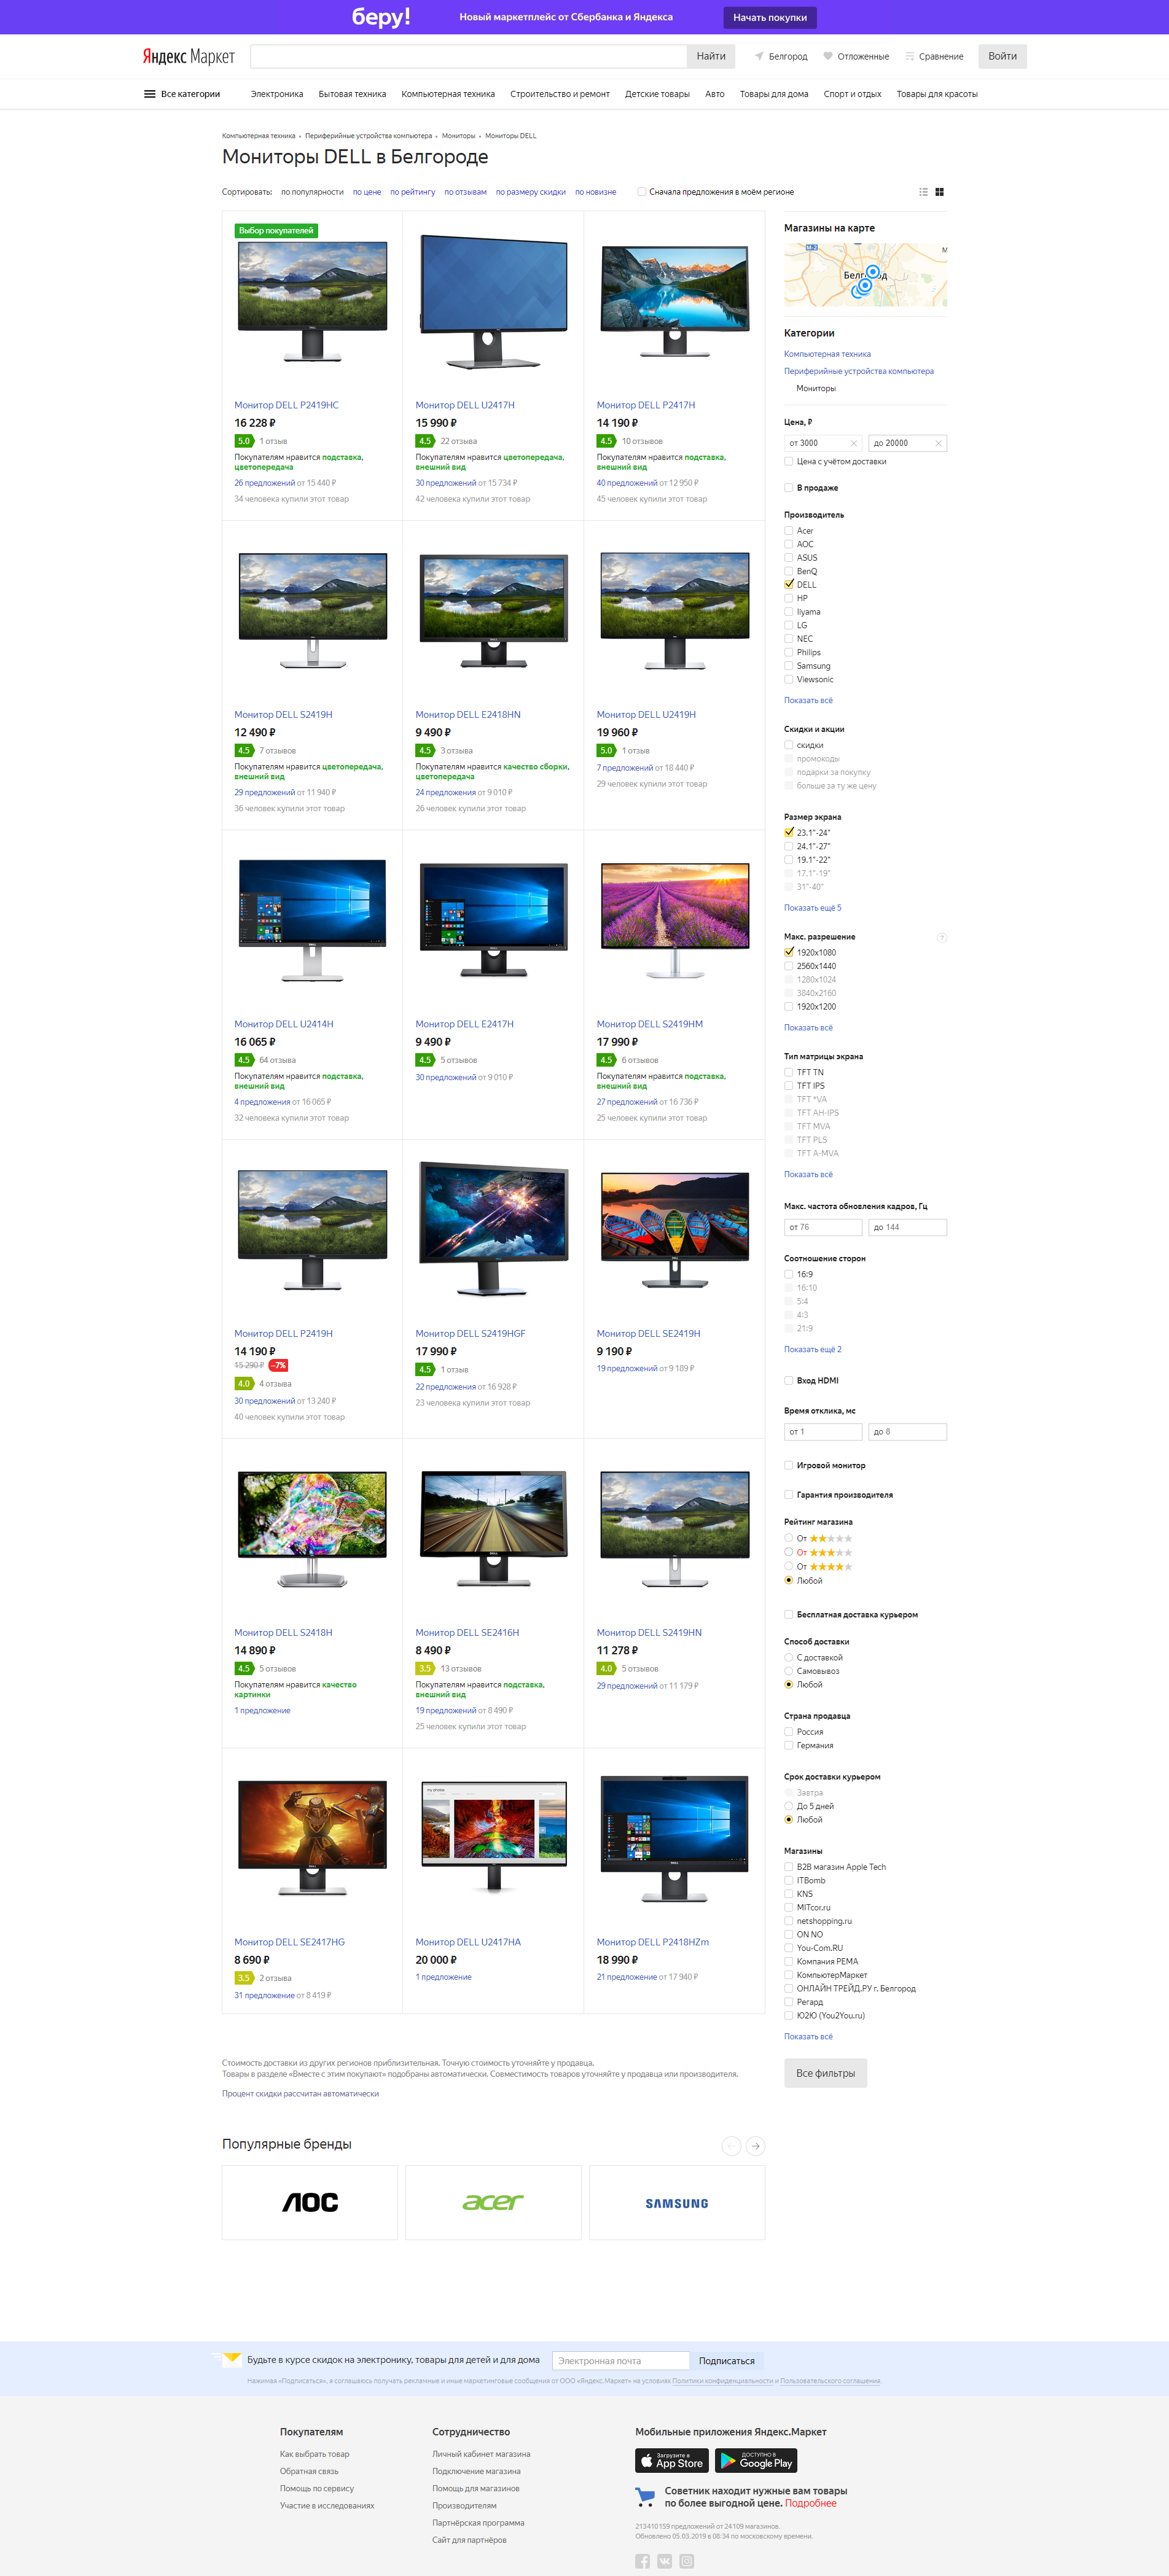 беру!
Новый маркетплейс от Сбербанка и Яндекса
Начать покупки
Яндекс Маркет
Найти
Белгород
Отложенные
Сравнение
Войти
Все категории
Электроника
Бытовая техника
Компьютерная техника
Строительство и ремонт
Детские товары
Авто
Товары для дома
Спорт и отдых
Товары для красоты
Компьютерная техника • Периферийные устройства компьютера • Мониторы • Мониторы DELL
Мониторы DELL в Белгороде
Сортировать: по популярности по цене по рейтингу по отзывам по размеру скидки по новизне Сначала предложения в моём регионе
Выбор покупателей
Монитор DELL P2419HC
16 228 ₽
5.0 1 отзыв
Покупателям нравится подставка,
цветопередача
26 предложений от 15 440 ₽
34 человека купили этот товар
Монитор DELL U2417H
15 990 ₽
4.5 22 отзыва
Покупателям нравится цветопередача,
внешний вид
30 предложений от 15 734 ₽
42 человека купили этот товар
Монитор DELL P2417H
14 190 ₽
4.5 10 отзывов
Покупателям нравится подставка,
внешний вид
40 предложений от 12 950 ₽
45 человек купили этот товар
Монитор DELL S2419H
12 490 ₽
4.5 7 отзывов
Покупателям нравится цветопередача,
внешний вид
29 предложений от 11 940 ₽
36 человек купили этот товар
Монитор DELL E2418HN
9 490 ₽
4.5 3 отзыва
Покупателям нравится качество сборки,
цветопередача
24 предложения от 9 010 ₽
26 человек купили этот товар
Монитор DELL U2419H
19 960 ₽
5.0 1 отзыв
7 предложений от 18 440 ₽
29 человек купили этот товар
Монитор DELL U2414H
16 065 ₽
4.5 64 отзыва
Покупателям нравится подставка,
внешний вид
4 предложения от 16 065 ₽
32 человека купили этот товар
Монитор DELL E2417H
9 490 ₽
4.5 5 отзывов
30 предложений от 9 010 ₽
Монитор DELL S2419HM
17 990 ₽
4.5 6 отзывов
Покупателям нравится подставка,
внешний вид
27 предложений от 16 736 ₽
25 человек купили этот товар
Монитор DELL P2419H
14 190 ₽
15 290 ₽ –7%
4.0 4 отзыва
30 предложений от 13 240 ₽
40 человек купили этот товар
Монитор DELL S2419HGF
17 990 ₽
4.5 1 отзыв
22 предложения от 16 928 ₽
23 человека купили этот товар
Монитор DELL SE2419H
9 190 ₽
19 предложений от 9 189 ₽
Монитор DELL S2418H
14 890 ₽
4.5 5 отзывов
Покупателям нравится качество
картинки
1 предложение
Монитор DELL SE2416H
8 490 ₽
3.5 13 отзывов
Покупателям нравится подставка,
внешний вид
19 предложений от 8 490 ₽
25 человек купили этот товар
Монитор DELL S2419HN
11 278 ₽
4.0 5 отзывов
29 предложений от 11 179 ₽
Монитор DELL SE2417HG
8 690 ₽
3.5 2 отзыва
31 предложение от 8 419 ₽
my photos
Монитор DELL U2417HA
20 000 ₽
1 предложение
Монитор DELL P2418HZm
18 990 ₽
21 предложение от 17 940 ₽
Магазины на карте
М-2
Категории
Компьютерная техника
Периферийные устройства компьютера
Мониторы
Цена, ₽
от 3000
до 20000
Цена с учётом доставки
В продаже
Производитель
Acer
AOC
ASUS
BenQ
DELL
HP
Iiyama
LG
NEC
Philips
Samsung
Viewsonic
Показать всё
Скидки и акции
скидки
промокоды
подарки за покупку
больше за ту же цену
Размер экрана
23.1"-24"
24.1"-27"
19.1"-22"
17.1"-19"
31"-40"
Показать ещё 5
Макс. разрешение
?
1920x1080
2560x1440
1280x1024
3840x2160
1920x1200
Показать всё
Тип матрицы экрана
TFT TN
TFT IPS
TFT *VA
TFT AH-IPS
TFT MVA
TFT PLS
TFT A-MVA
Показать всё
Макс. частота обновления кадров, Гц
от 76
до 144
Соотношение сторон
16:9
16:10
5:4
4:3
21:9
Показать ещё 2
Вход HDMI
Время отклика, мс
от 1
до 8
Игровой монитор
Гарантия производителя
Рейтинг магазина
От
От
От
Любой
Бесплатная доставка курьером
Способ доставки
С доставкой
Самовывоз
Любой
Страна продавца
Россия
Германия
Срок доставки курьером
Завтра
До 5 дней
Любой
Магазины
B2B магазин Apple Tech
ITBomb
KNS
MITcor.ru
netshopping.ru
ON NO
You-Com.RU
Компания РЕМА
КомпьютерМаркет
ОНЛАЙН ТРЕЙД.РУ г. Белгород
Регард
Ю2Ю (You2You.ru)
Показать всё
Все фильтры
Стоимость доставки из других регионов приблизительная. Точную стоимость уточняйте у продавца.
Товары в разделе «Вместе с этим покупают» подобраны автоматически. Совместимость товаров уточняйте у продавца или производителя.
Процент скидки рассчитан автоматически
Популярные бренды
AOC
acer
SAMSUNG
Будьте в курсе скидок на электронику, товары для детей и для дома
Электронная почта
Подписаться
Нажимая «Подписаться», я соглашаюсь получать рекламные и иные маркетинговые сообщения от ООО «Яндекс.Маркет» на условиях Политики конфиденциальности и Пользовательского соглашения.
Покупателям
Как выбрать товар
Обратная связь
Помощь по сервису
Участие в исследованиях
Сотрудничество
Личный кабинет магазина
Подключение магазина
Помощь для магазинов
Производителям
Партнёрская программа
Сайт для партнёров
Мобильные приложения Яндекс.Маркет
Загрузите в
App Store
ДОСТУПНО В
Google Play
Советник находит нужные вам товары
по более выгодной цене. Подробнее
213410159 предложений от 24109 магазинов.
Обновлено 05.03.2019 в 08:34 по московскому времени.